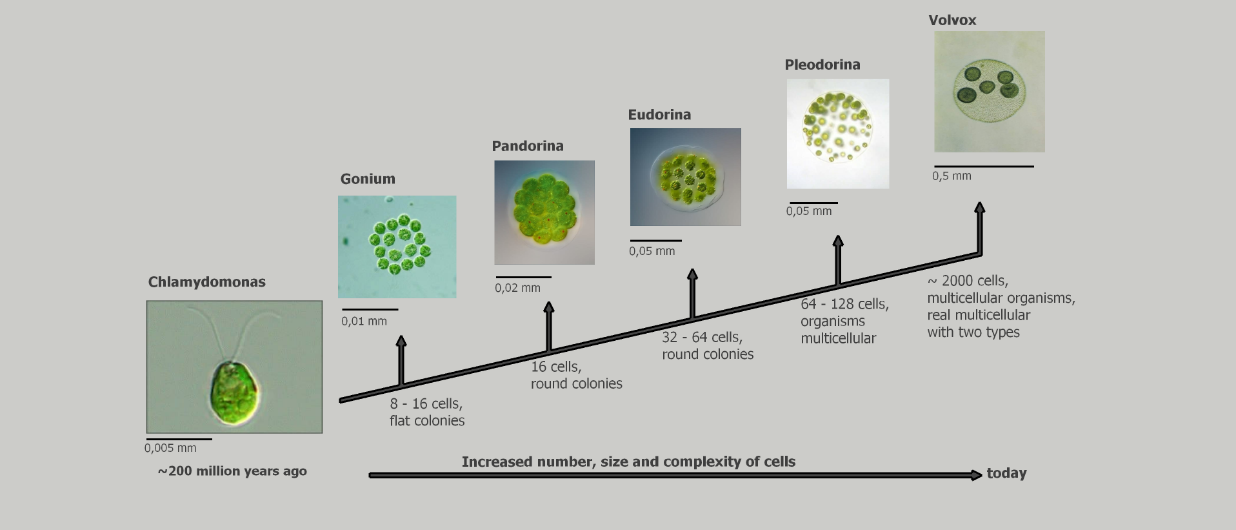 Volvox
Pleodorina
Eudorina
Pandorina
Gonium
Chlamydomonas
0,5 mm
0,05 mm
0,05 mm
0,02 mm
0,01 mm
0,005 mm
~ 2000 cells,
multicellular organisms,
real multicellular
with two types
64 - 128 cells,
organisms
multicellular
32 - 64 cells,
round colonies
16 cells,
round colonies
8 - 16 cells,
flat colonies
~200 million years ago
Increased number, size and complexity of cells
today